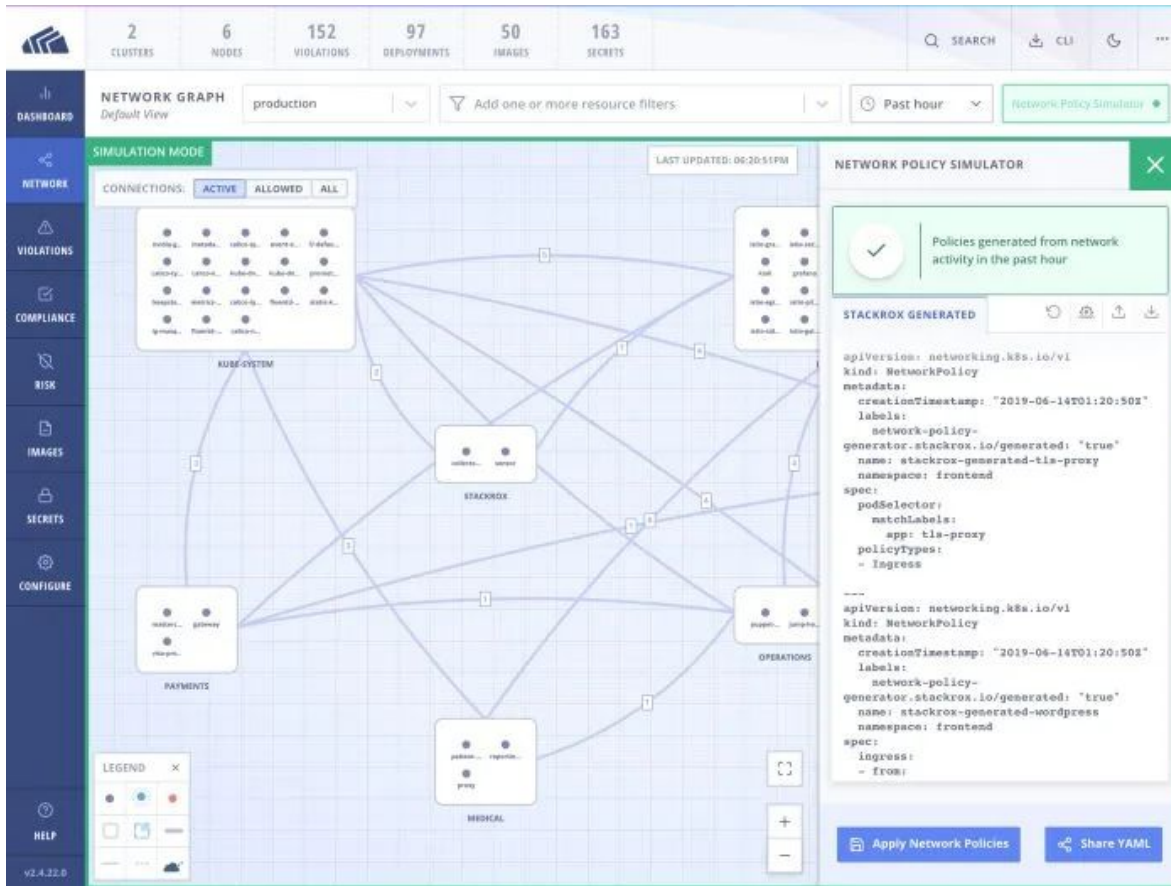 2
CLUSTERS
6
NODES
152
VIOLATIONS
97
DEPLOYMENTS
50
IMAGES
163
SECRETS
SEARCH
CLI
DASHBOARD
NETWORK
VIOLATIONS
COMPLIANCE
RISK
IMAGES
SECRETS
CONFIGURE
HELP
v2.4.22.0
NETWORK GRAPH
Default View
production
Add one or more resource filters
Past hour
Network Policy Simulator
SIMULATION MODE
LAST UPDATED: 06:20:51PM
CONNECTIONS: ACTIVE ALLOWED ALL
KUBE-SYSTEM
STACKROX
PAYMENTS
gateway
OPERATIONS
MEDICAL
proxy
LEGEND
NETWORK POLICY SIMULATOR
Policies generated from network
activity in the past hour
STACKROX GENERATED
apiVersion: networking.k8s.io/v1
kind: NetworkPolicy
metadata:
creationTimestamp: "2019-06-14T01:20:50Z"
labels:
network-policy-
generator.stackrox.io/generated: "true"
name: stackrox-generated-tls-proxy
namespace: frontend
spec:
podSelector:
matchLabels:
app: tls-proxy
policyTypes:
- Ingress
---
apiVersion: networking.k8s.io/v1
kind: NetworkPolicy
metadata:
creationTimestamp: "2019-06-14T01:20:50Z"
labels:
network-policy-
generator.stackrox.io/generated: "true"
name: stackrox-generated-wordpress
namespace: frontend
spec:
ingress:
- from:
Apply Network Policies
Share YAML